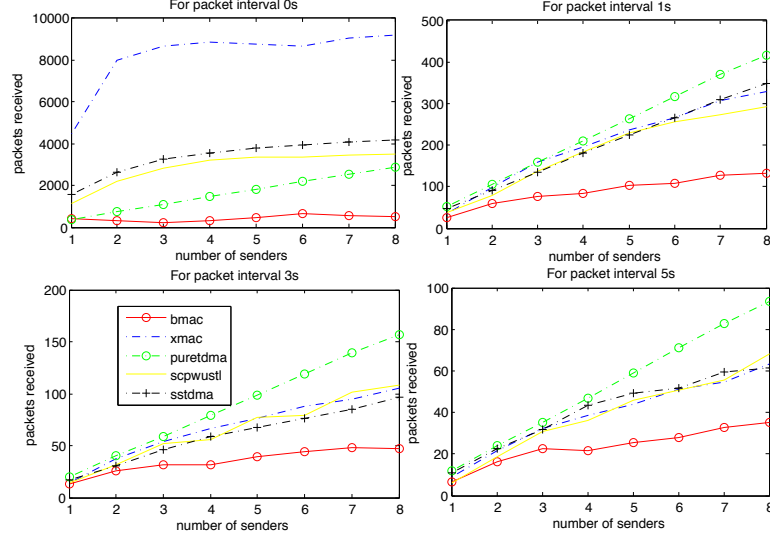 For packet interval 0s
10000
8000
6000
4000
2000
0
packets received
1 2 3 4 5 6 7 8
number of senders
For packet interval 1s
500
400
300
200
100
0
packets received
1 2 3 4 5 6 7 8
number of senders
For packet interval 3s
200
150
100
50
0
packets received
bmac
xmac
puretdma
scpwustl
sstdma
1 2 3 4 5 6 7 8
number of senders
For packet interval 5s
100
80
60
40
20
0
packets received
1 2 3 4 5 6 7 8
number of senders